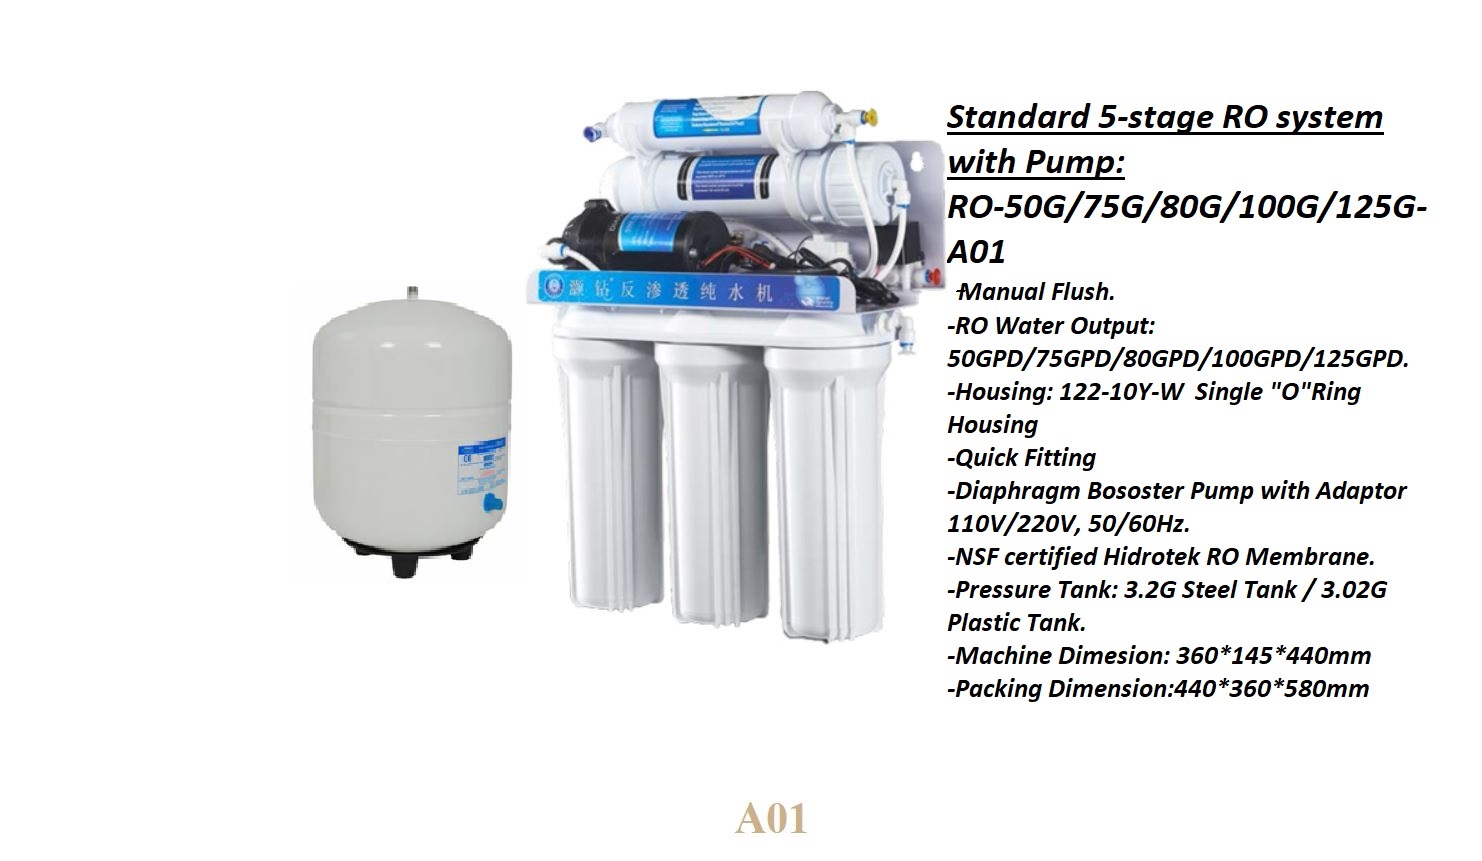 Standard 5-stage RO system
with Pump:
RO-50G/75G/80G/100G/125G-
A01
-Manual Flush.
-RO Water Output:
50GPD/75GPD/80GPD/100GPD/125GPD.
-Housing: 122-10Y-W  Single "O"Ring
Housing
-Quick Fitting
-Diaphragm Bososter Pump with Adaptor
110V/220V, 50/60Hz.
-NSF certified Hidrotek RO Membrane.
-Pressure Tank: 3.2G Steel Tank / 3.02G
Plastic Tank.
-Machine Dimesion: 360*145*440mm
-Packing Dimension:440*360*580mm
灏钻反渗透纯水机
A01